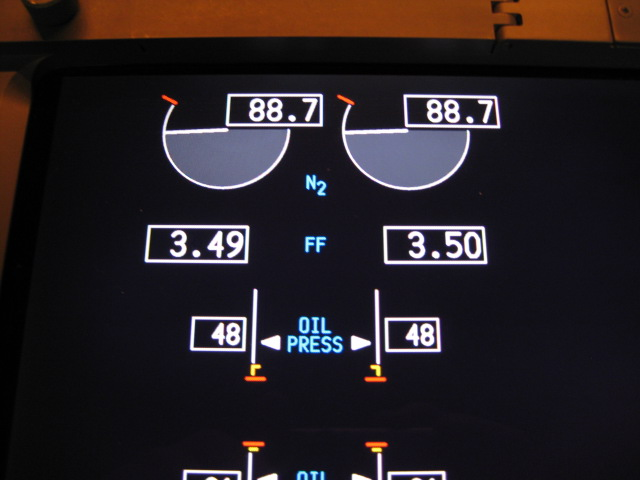 88.7 88.7
N2
3.49 FF 3.50
48 OIL PRESS 48
OIL